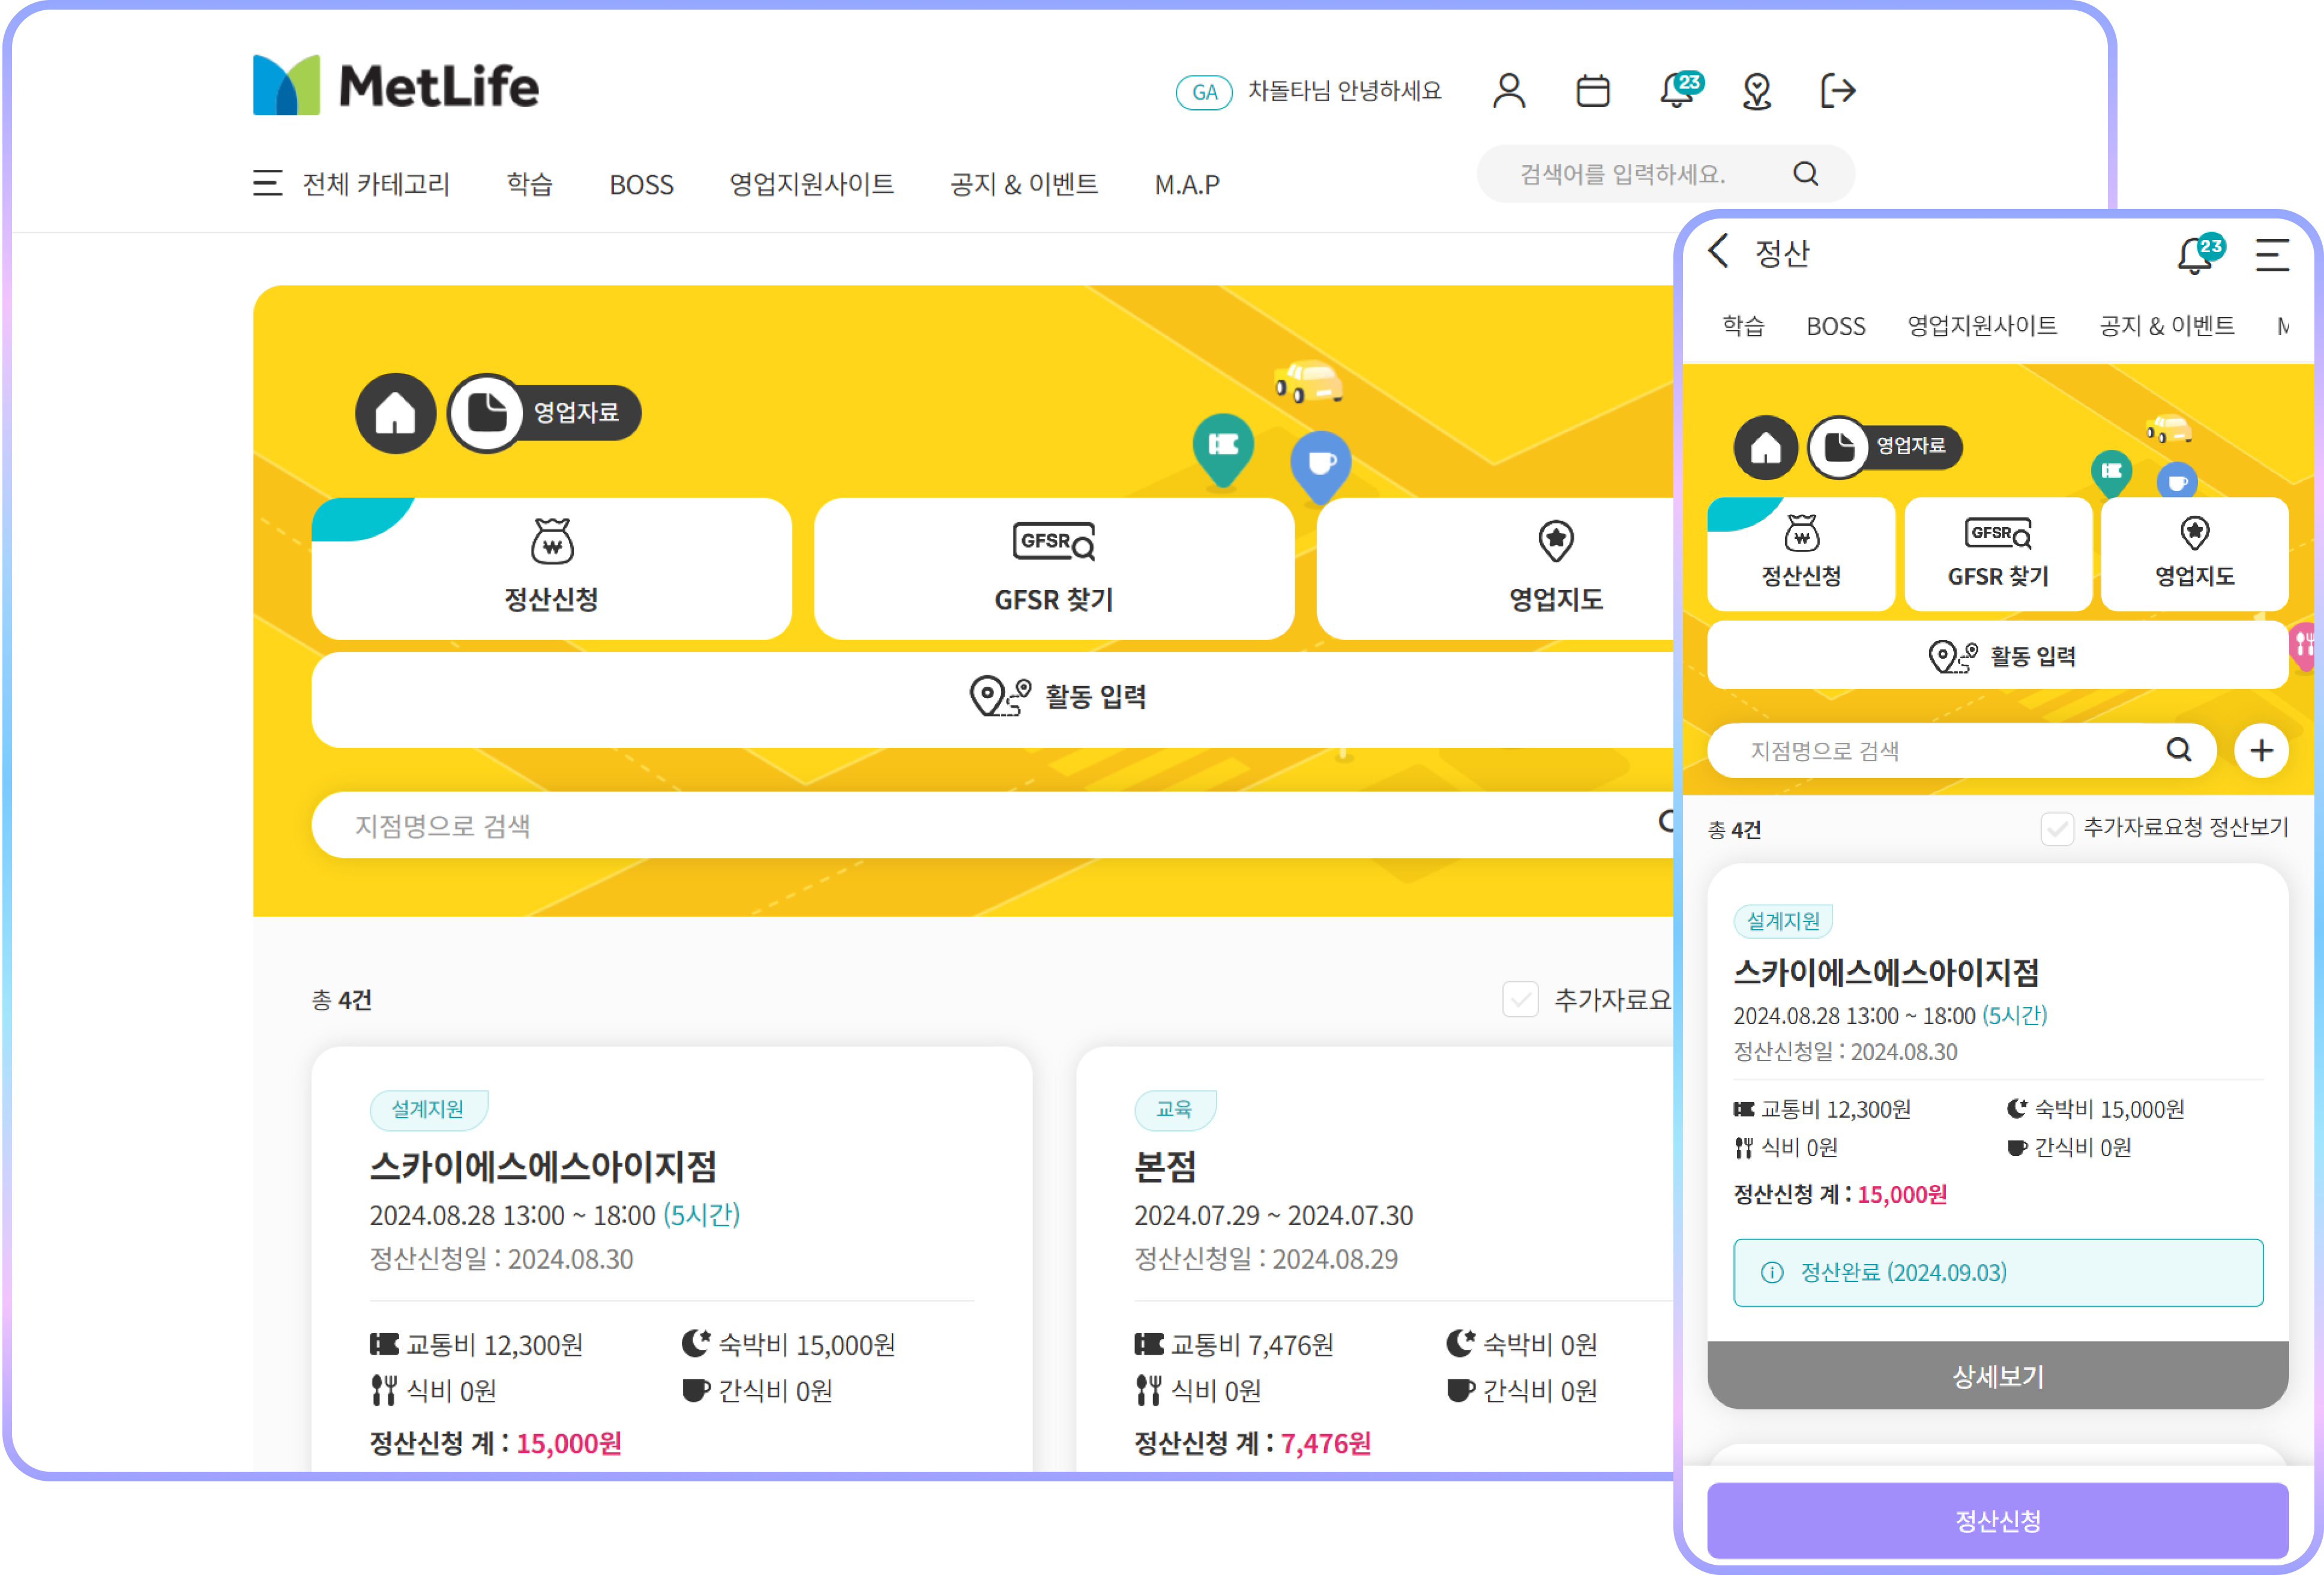 MetLife
GA 차돌타님 안녕하세요 23
전체 카테고리 학습 BOSS 영업지원사이트 공지 & 이벤트 M.A.P
검색어를 입력하세요.
영업자료
정산신청
GFSR
GFSR 찾기
영업지도
활동 입력
지점명으로 검색
총 4건
추가자료요
설계지원
스카이에스에스아이지점
2024.08.28 13:00 ~ 18:00 (5시간)
정산신청일 : 2024.08.30
교통비 12,300원 숙박비 15,000원
식비 0원 간식비 0원
정산신청 계 : 15,000원
교육
본점
2024.07.29 ~ 2024.07.30
정산신청일 : 2024.08.29
교통비 7,476원 숙박비 0원
식비 0원 간식비 0원
정산신청 계 : 7,476원
정산 23
학습 BOSS 영업지원사이트 공지 & 이벤트
영업자료
정산신청
GFSR
GFSR 찾기
영업지도
활동 입력
지점명으로 검색
총 4건 추가자료요청 정산보기
설계지원
스카이에스에스아이지점
2024.08.28 13:00 ~ 18:00 (5시간)
정산신청일 : 2024.08.30
교통비 12,300원 숙박비 15,000원
식비 0원 간식비 0원
정산신청 계 : 15,000원
정산완료 (2024.09.03)
상세보기
정산신청